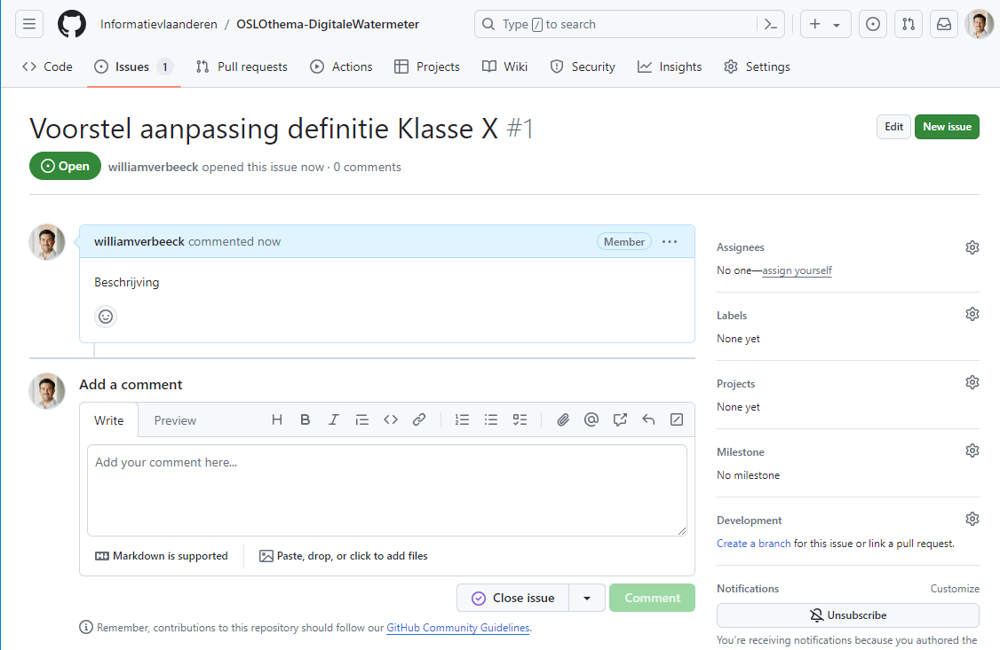 Informatievlaanderen / OSLOthema-DigitaleWatermeter
Type / to search
Code
Issues 1
Pull requests
Actions
Projects
Wiki
Security
Insights
Settings
Voorstel aanpassing definitie Klasse X #1
Edit
New issue
Open
williamverbeeck opened this issue now · 0 comments
williamverbeeck commented now
Member
Beschrijving
Assignees
No one—assign yourself
Labels
None yet
Projects
None yet
Milestone
No milestone
Development
Create a branch for this issue or link a pull request.
Notifications
Customize
Unsubscribe
You're receiving notifications because you authored the
Add a comment
Write
Preview
Add your comment here...
Markdown is supported
Paste, drop, or click to add files
Close issue
Comment
Remember, contributions to this repository should follow our GitHub Community Guidelines.